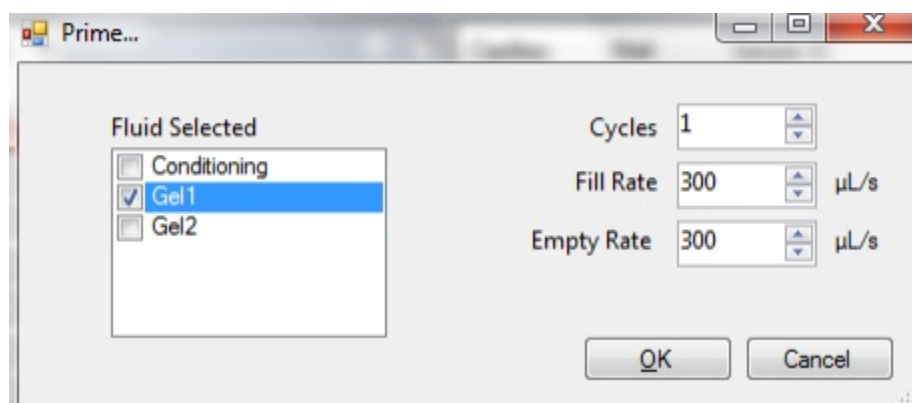 Prime...
Fluid Selected
Conditioning
Gel1
Gel2
Cycles 1
Fill Rate 300 µL/s
Empty Rate 300 µL/s
OK
Cancel